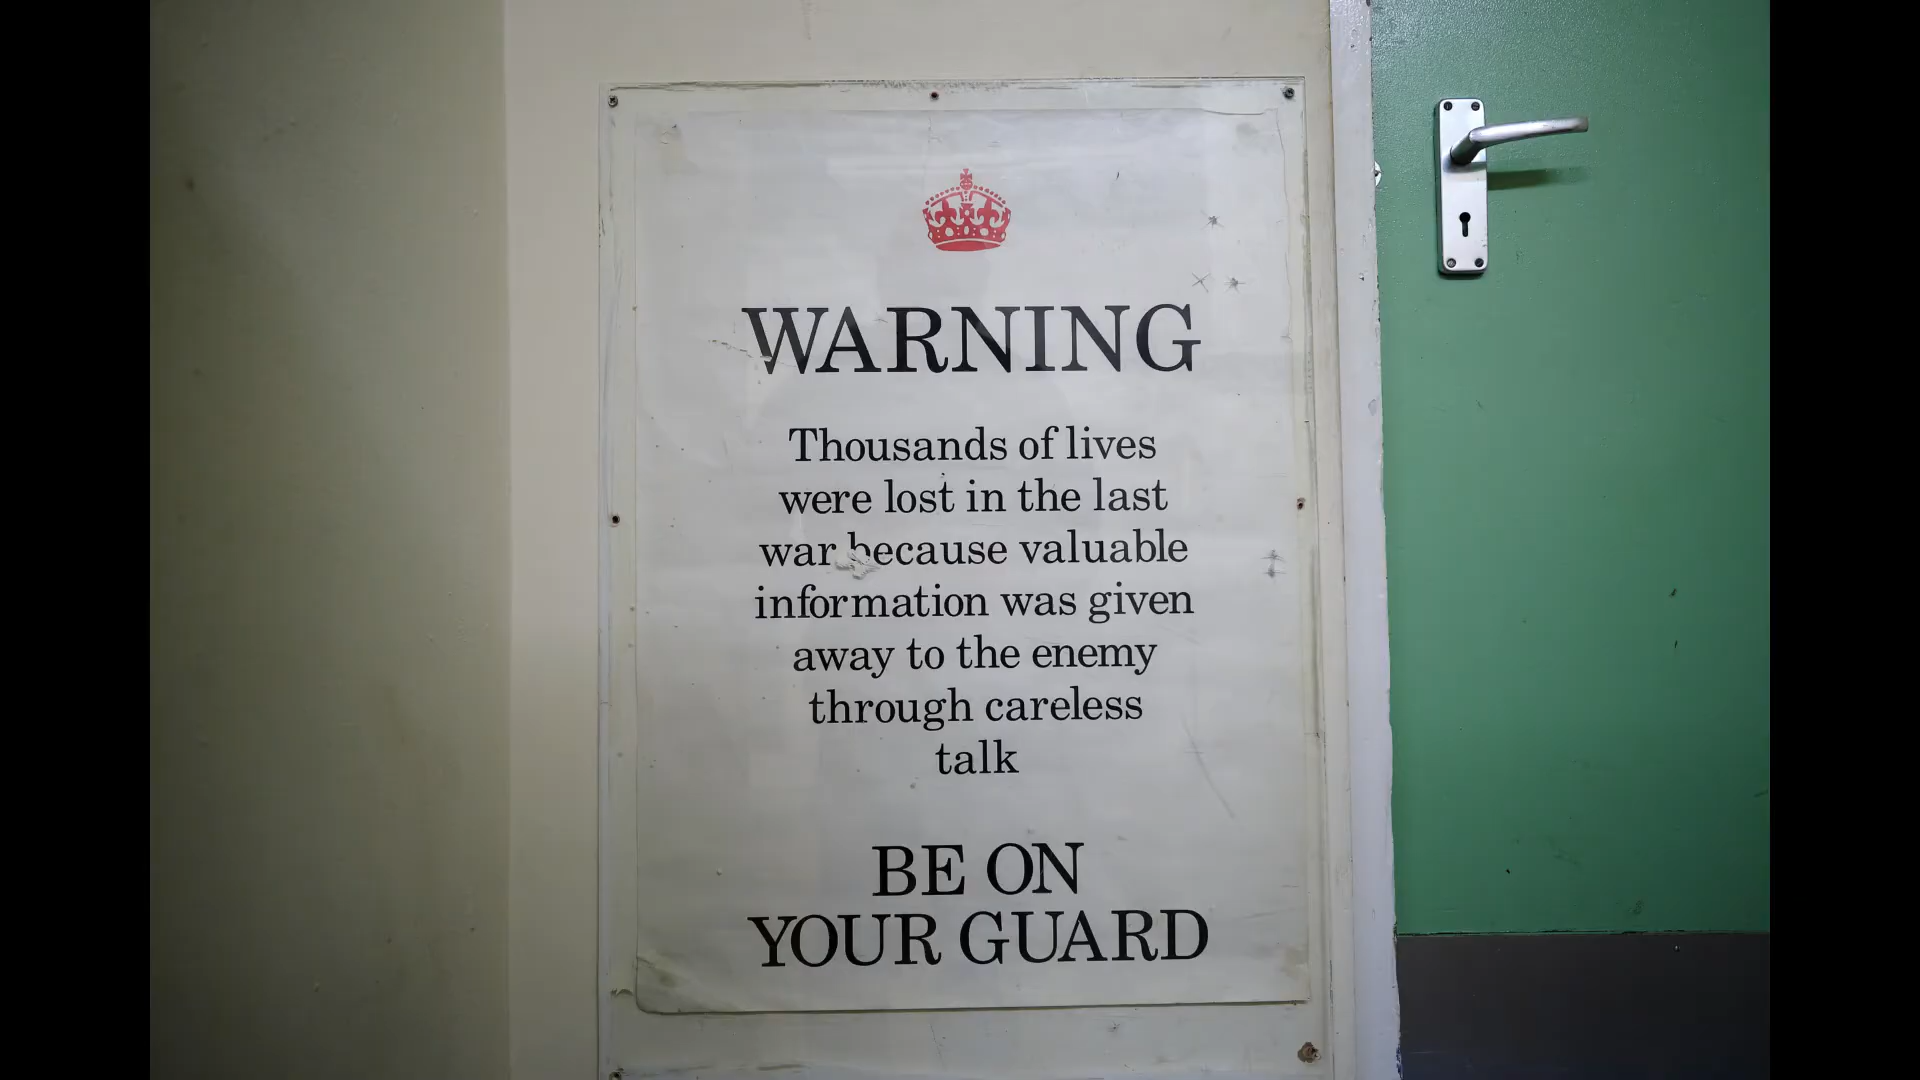 WARNING
Thousands of lives
were lost in the last
war because valuable
information was given
away to the enemy
through careless
talk
BE ON
YOUR GUARD